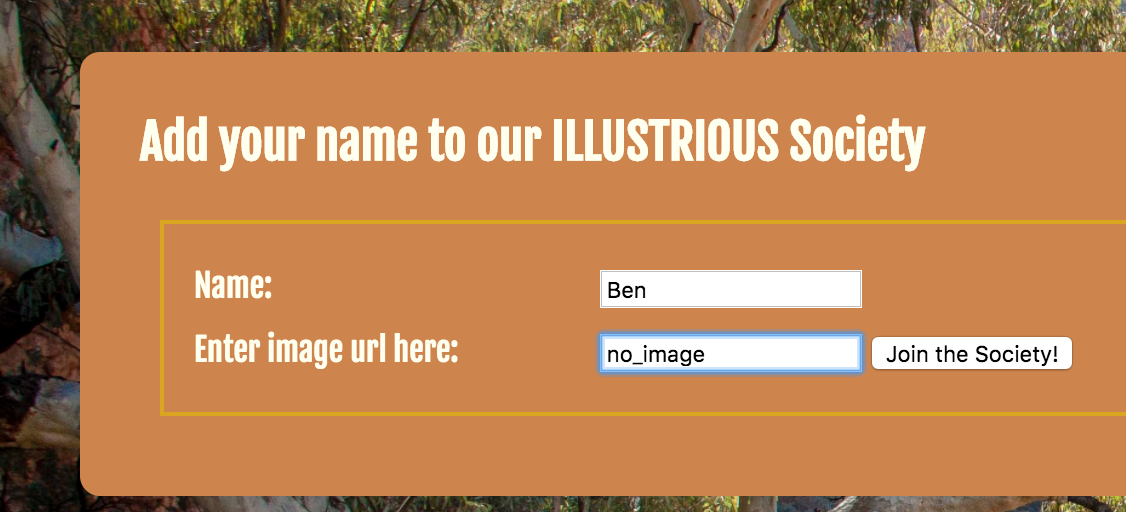 Add your name to our ILLUSTRIOUS Society
Name: Ben
Enter image url here: no_image Join the Society!